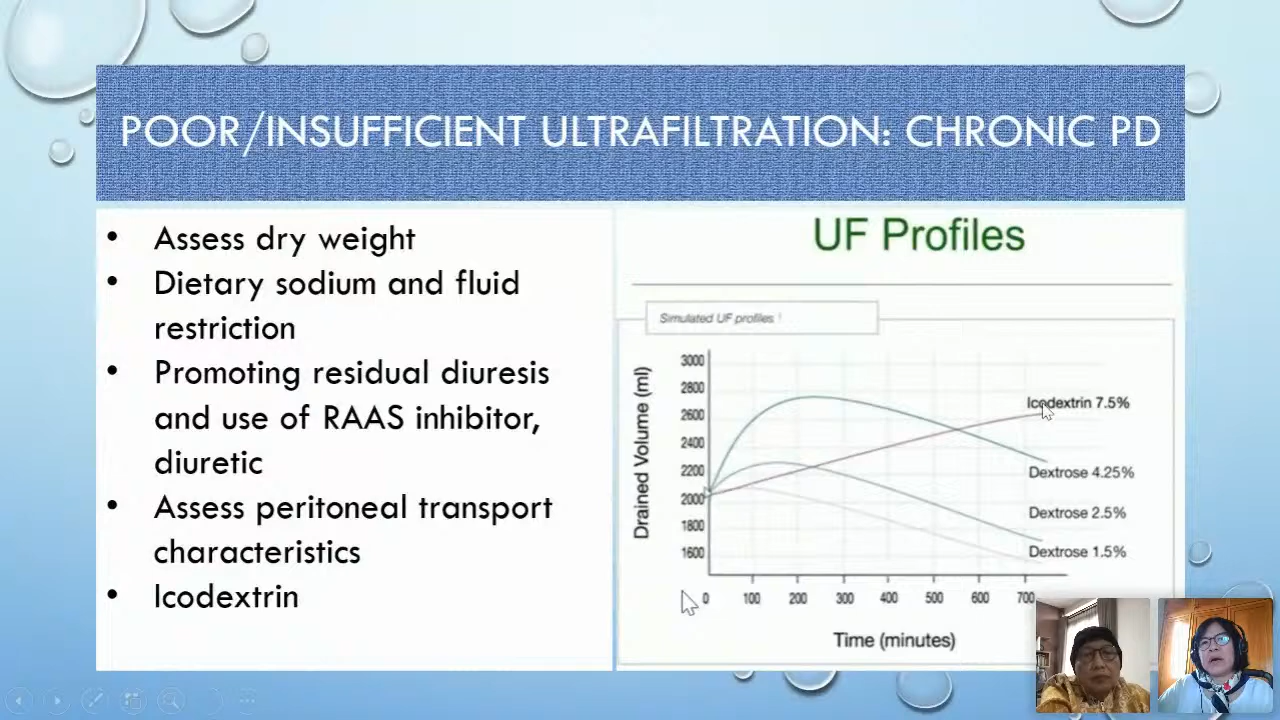 POOR/INSUFFICIENT ULTRAFILTRATION: CHRONIC PD
• Assess dry weight
• Dietary sodium and fluid
restriction
• Promoting residual diuresis
and use of RAAS inhibitor,
diuretic
• Assess peritoneal transport
characteristics
• Icodextrin
UF Profiles
Simulated UF profiles
Drained Volume (ml)
3000
2800
2600
2400
2200
2000
1800
1600
Icodextrin 7.5%
Dextrose 4.25%
Dextrose 2.5%
Dextrose 1.5%
0 100 200 300 400 500 600 700
Time (minutes)